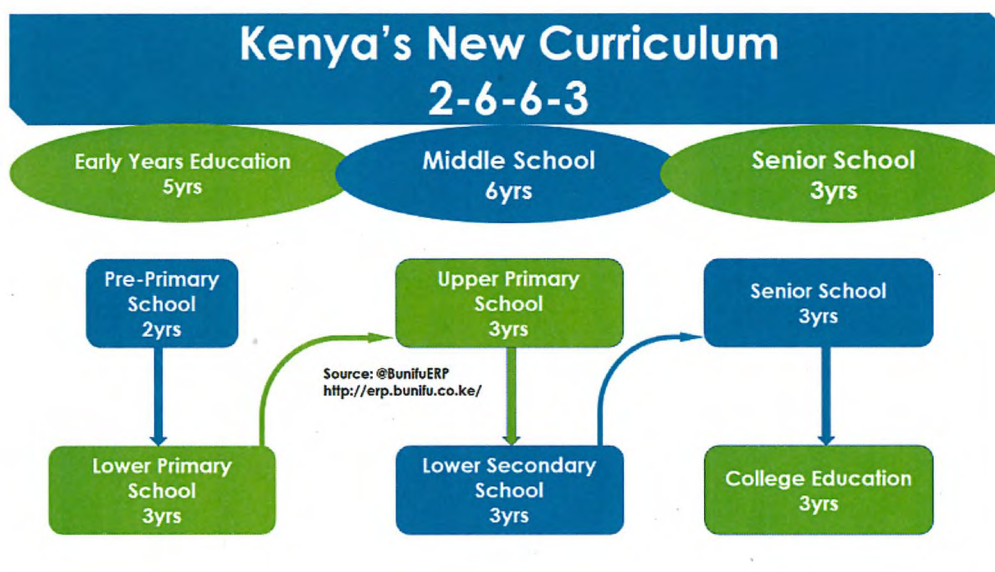 Kenya's New Curriculum
2-6-6-3
Early Years Education
5yrs
Middle School
6yrs
Senior School
3yrs
Pre-Primary
School
2yrs
Upper Primary
School
3yrs
Senior School
3yrs
Source: @BunifuERP
http://erp.bunifu.co.ke/
Lower Primary
School
3yrs
Lower Secondary
School
3yrs
College Education
3yrs